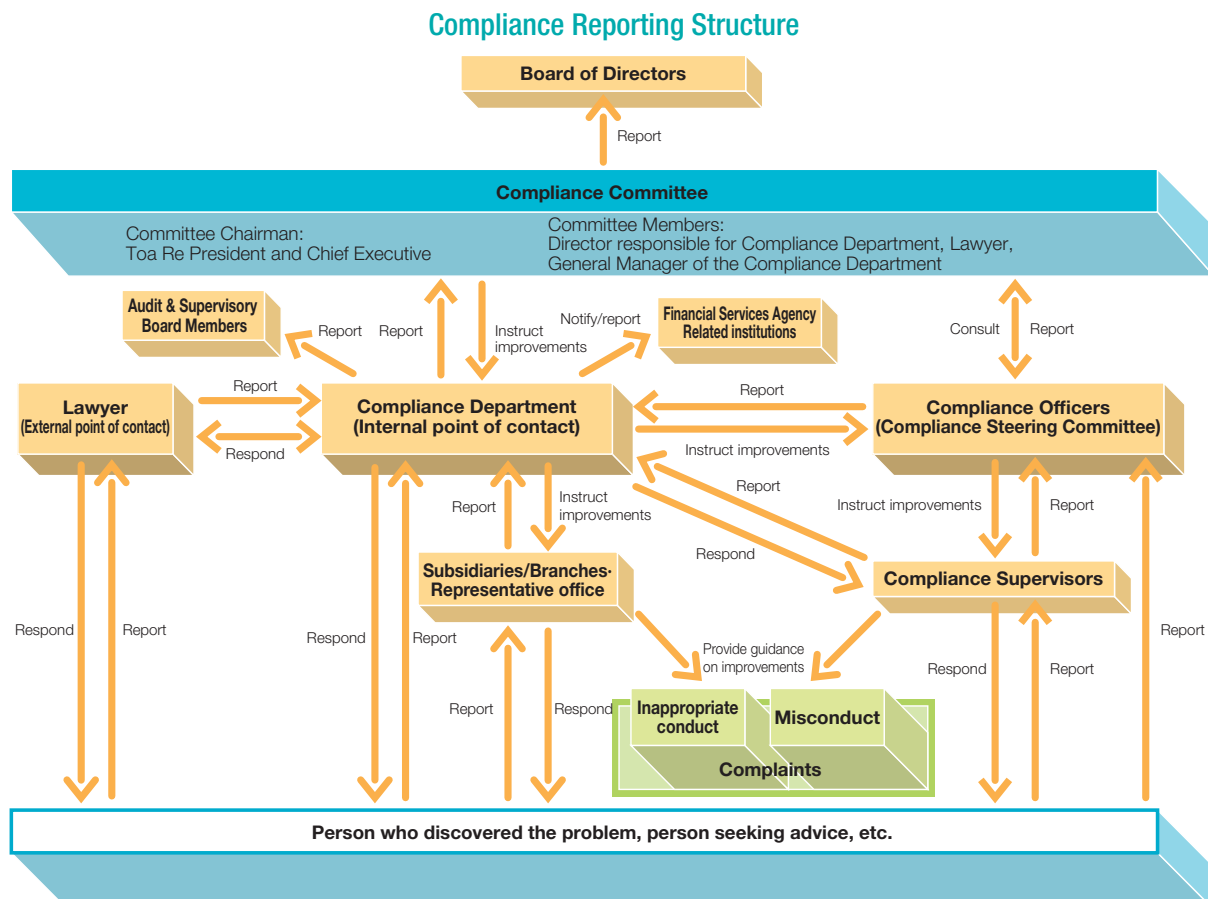 Compliance Reporting Structure
Board of Directors
Report
Compliance Committee
Committee Chairman:
Toa Re President and Chief Executive
Committee Members:
Director responsible for Compliance Department, Lawyer,
General Manager of the Compliance Department
Audit & Supervisory
Board Members
Report
Report
Instruct
improvements
Notify/report
Financial Services Agency
Related institutions
Consult
Report
Lawyer
(External point of contact)
Report
Respond
Compliance Department
(Internal point of contact)
Report
Instruct improvements
Compliance Officers
(Compliance Steering Committee)
Report
Instruct
improvements
Report
Respond
Instruct improvements
Report
Subsidiaries/Branches·
Representative office
Compliance Supervisors
Respond
Report
Respond
Report
Provide guidance
on improvements
Respond
Report
Report
Report
Respond
Inappropriate
conduct
Misconduct
Complaints
Person who discovered the problem, person seeking advice, etc.